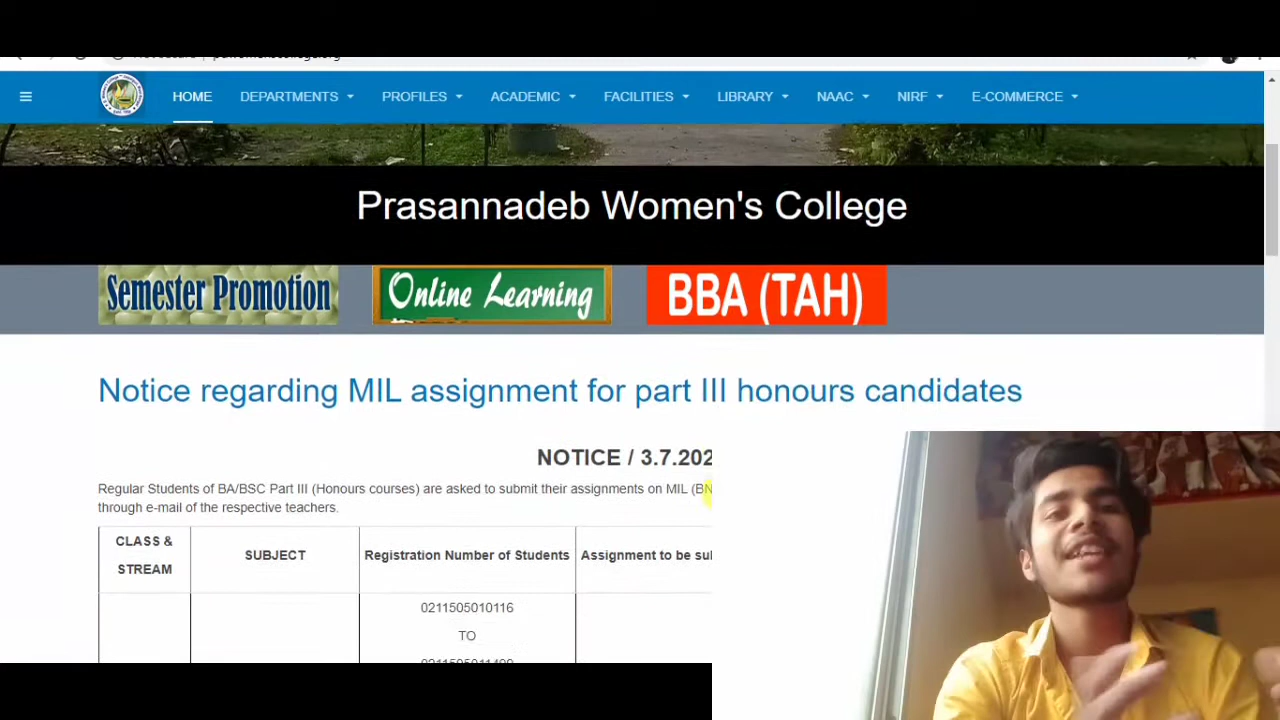 HOME
DEPARTMENTS
PROFILES
ACADEMIC
FACILITIES
LIBRARY
NAAC
NIRF
E-COMMERCE
Prasannadeb Women's College
Semester Promotion
Online Learning
BBA (TAH)
Notice regarding MIL assignment for part III honours candidates
NOTICE / 3.7.202
Regular Students of BA/BSC Part III (Honours courses) are asked to submit their assignments on MIL (BN
through e-mail of the respective teachers.
CLASS &
STREAM
SUBJECT
Registration Number of Students
Assignment to be sul
0211505010116
TO